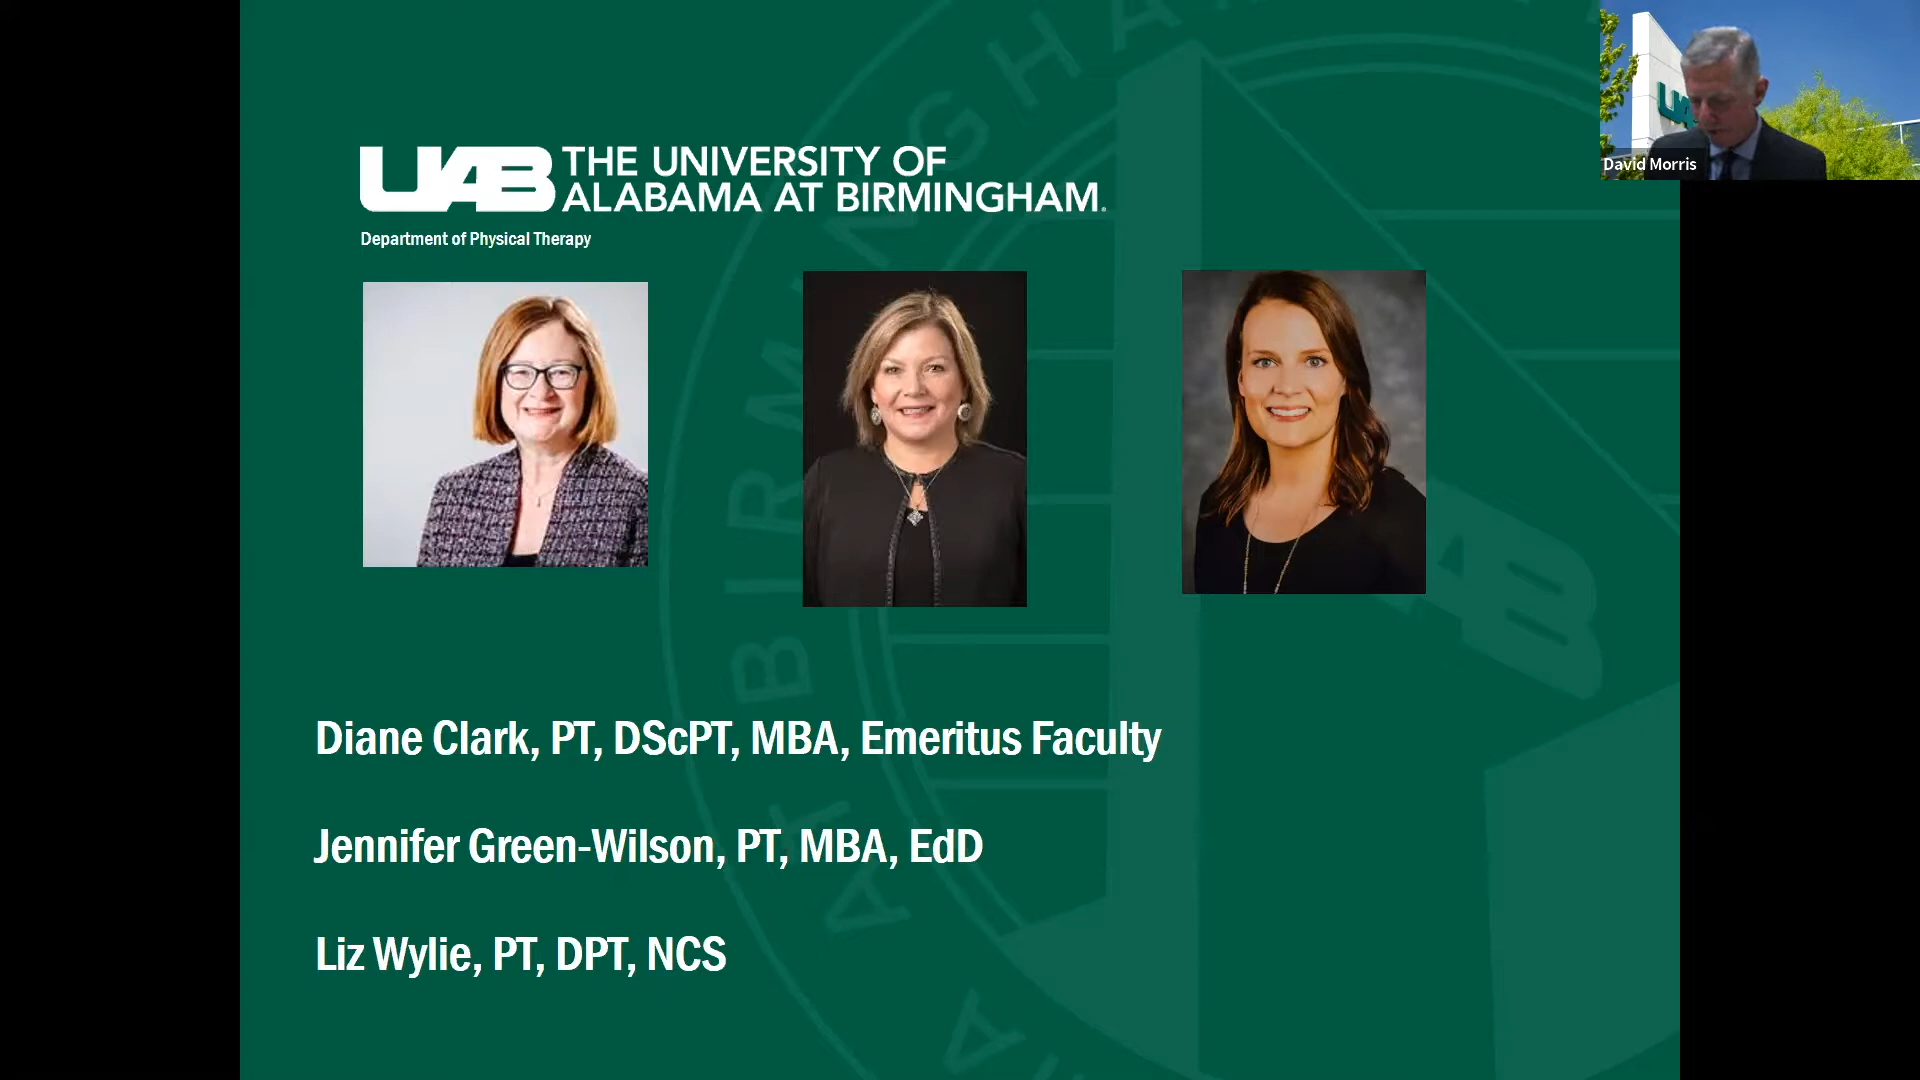 UAB THE UNIVERSITY OF
ALABAMA AT BIRMINGHAM.
Department of Physical Therapy
UAB
David Morris
Diane Clark, PT, DScPT, MBA, Emeritus Faculty
Jennifer Green-Wilson, PT, MBA, EdD
Liz Wylie, PT, DPT, NCS